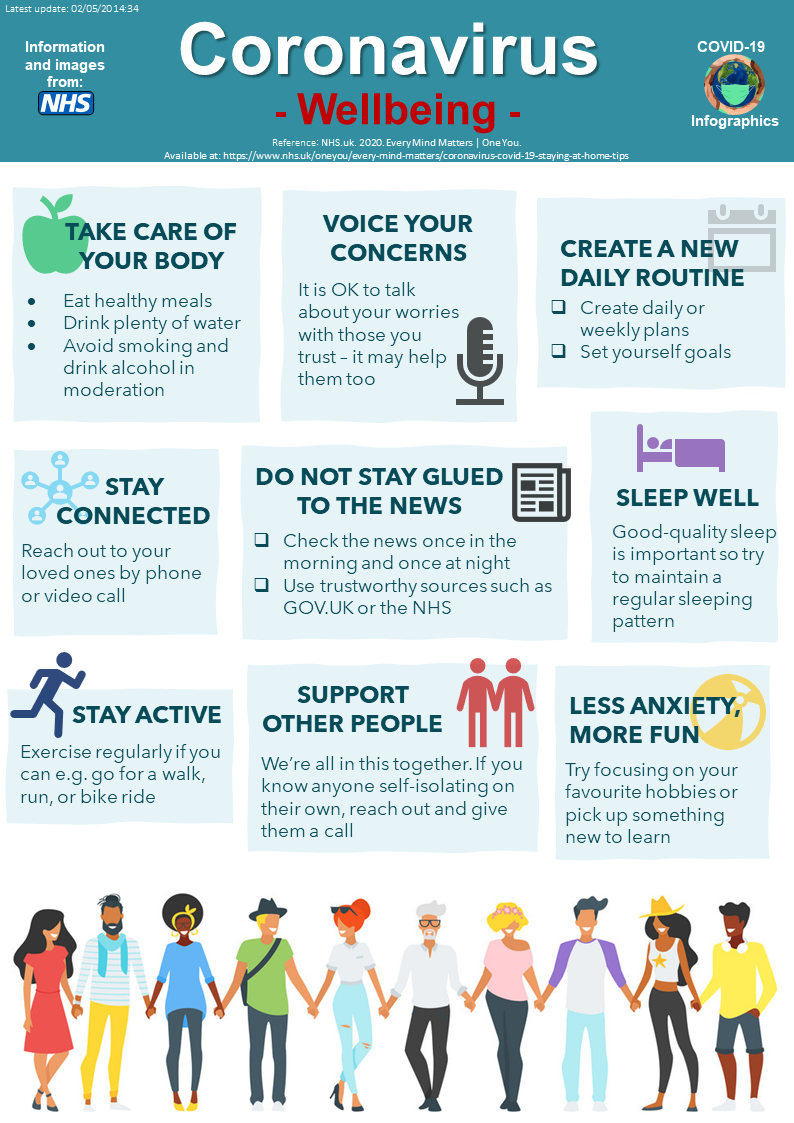 Latest update: 02/05/2014:34
Information
and images
from:
NHS
Coronavirus
- Wellbeing -
COVID-19
Infographics
Reference: NHS.uk. 2020. Every Mind Matters | One You.
Available at: https://www.nhs.uk/oneyou/every-mind-matters/coronavirus-covid-19-staying-at-home-tips
TAKE CARE OF
YOUR BODY
• Eat healthy meals
• Drink plenty of water
• Avoid smoking and
drink alcohol in
moderation
VOICE YOUR
CONCERNS
It is OK to talk
about your worries
with those you
trust – it may help
them too
CREATE A NEW
DAILY ROUTINE
❑ Create daily or
weekly plans
❑ Set yourself goals
STAY
CONNECTED
Reach out to your
loved ones by phone
or video call
DO NOT STAY GLUED
TO THE NEWS
❑ Check the news once in the
morning and once at night
❑ Use trustworthy sources such as
GOV.UK or the NHS
SLEEP WELL
Good-quality sleep
is important so try
to maintain a
regular sleeping
pattern
STAY ACTIVE
Exercise regularly if you
can e.g. go for a walk,
run, or bike ride
SUPPORT
OTHER PEOPLE
We're all in this together. If you
know anyone self-isolating on
their own, reach out and give
them a call
LESS ANXIETY,
MORE FUN
Try focusing on your
favourite hobbies or
pick up something
new to learn